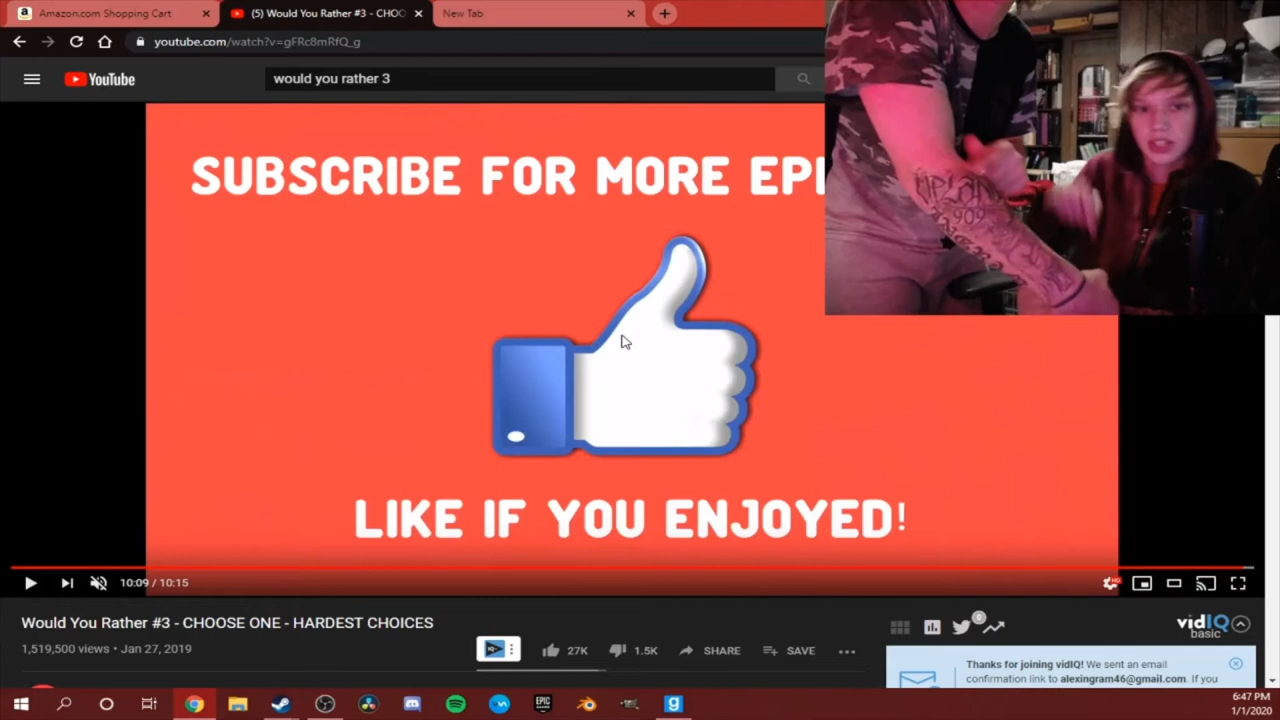 Amazon.com Shopping Cart
(5) Would You Rather #3 - CHOO
New Tab
youtube.com/watch?v=gFRc8mRfQ_g
YouTube
would you rather 3
SUBSCRIBE FOR MORE EPI
909
LIKE IF YOU ENJOYED!
10:09 / 10:15
HD
Would You Rather #3 - CHOOSE ONE - HARDEST CHOICES
1,519,500 views • Jan 27, 2019
27K
1.5K
SHARE
SAVE
0
vidIQ
basic
Thanks for joining vidIQ! We sent an email
confirmation link to alexingram46@gmail.com. If you
EPIC
6:47 PM
1/1/2020